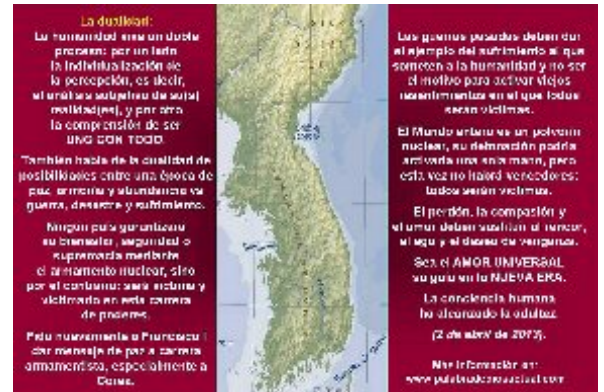 La dualidad:
La humanidad vive un doble
proceso: por un lado
la individualización de
la percepción, es decir,
el análisis subjetivo de su(s)
realidad(es), y por otro
la comprensión de ser
UNO CON TODO.
También habla de la dualidad de
posibilidades entre una época de
paz, armonía y abundancia vs
guerra, desastre y sufrimiento.
Ningún país garantizará
su bienestar, seguridad o
supremacía mediante
el armamento nuclear, sino
por el contrario: será víctima y
victimario en esta carrera
de poderes.
Pido nuevamente a Francisco I
dar mensaje de paz a carrera
armamentista, especialmente a
Corea.
Las guerras pasadas deben dar
el ejemplo del sufrimiento al que
someten a la humanidad y no ser
el motivo para activar viejos
resentimientos en el que todos
serán víctimas.
El Mundo entero es un polvorín
nuclear, su detonación podría
activarla una sola mano, pero
esta vez no habrá vencedores:
todos serán víctimas.
El perdón, la compasión y
el amor deben sustituir al rencor,
el ego y el deseo de venganza.
Sea el AMOR UNIVERSAL
su guía en la NUEVA ERA.
La conciencia humana
ha alcanzado la adultez.
(2 de abril de 2013).
Más información en: